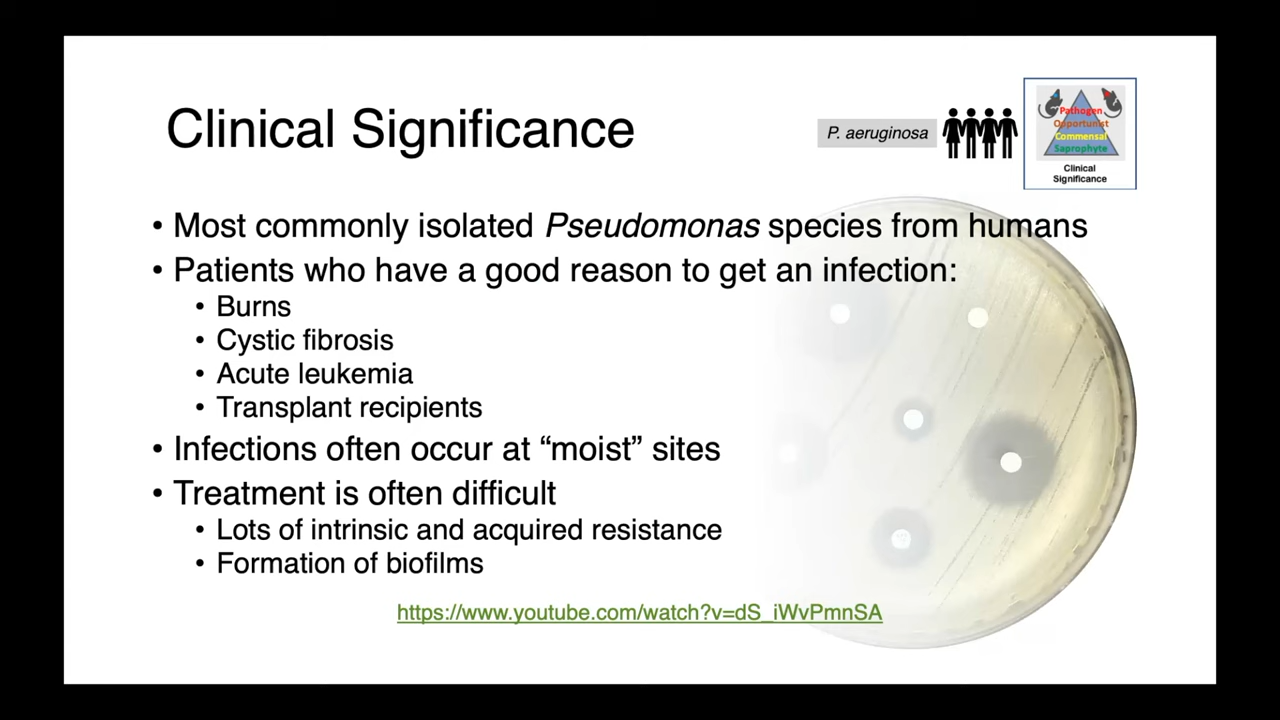 Clinical Significance
P. aeruginosa
Pathogen
Opportunist
Commensal
Saprophyte
Clinical
Significance
• Most commonly isolated Pseudomonas species from humans
• Patients who have a good reason to get an infection:
• Burns
• Cystic fibrosis
• Acute leukemia
• Transplant recipients
• Infections often occur at “moist” sites
• Treatment is often difficult
• Lots of intrinsic and acquired resistance
• Formation of biofilms
https://www.youtube.com/watch?v=dS_iWvPmnSA